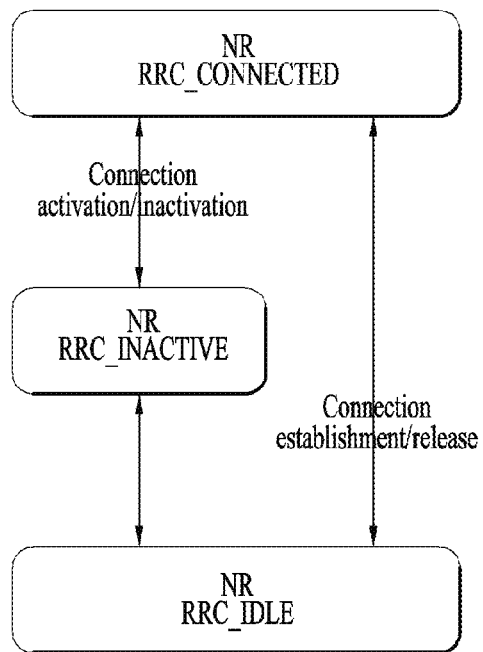 NR
RRC_CONNECTED
Connection
activation/inactivation
NR
RRC_INACTIVE
Connection
establishment/release
NR
RRC_IDLE